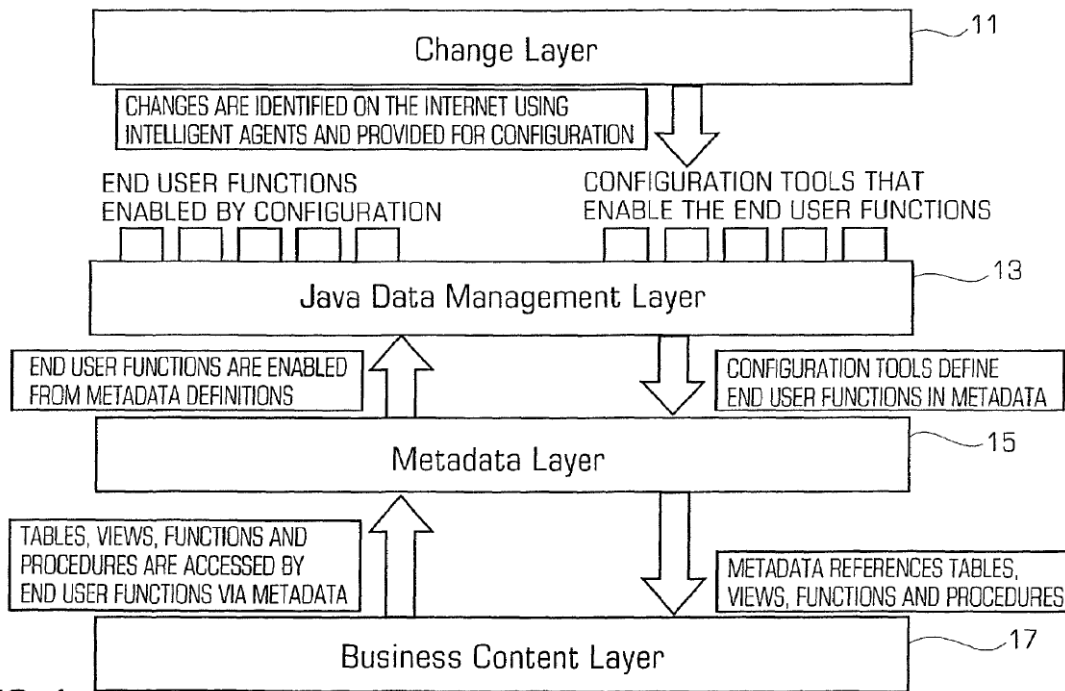 Change Layer
11
CHANGES ARE IDENTIFIED ON THE INTERNET USING
INTELLIGENT AGENTS AND PROVIDED FOR CONFIGURATION
END USER FUNCTIONS
ENABLED BY CONFIGURATION
CONFIGURATION TOOLS THAT
ENABLE THE END USER FUNCTIONS
Java Data Management Layer
13
END USER FUNCTIONS ARE ENABLED
FROM METADATA DEFINITIONS
CONFIGURATION TOOLS DEFINE
END USER FUNCTIONS IN METADATA
Metadata Layer
15
TABLES, VIEWS, FUNCTIONS AND
PROCEDURES ARE ACCESSED BY
END USER FUNCTIONS VIA METADATA
METADATA REFERENCES TABLES,
VIEWS, FUNCTIONS AND PROCEDURES
Business Content Layer
17